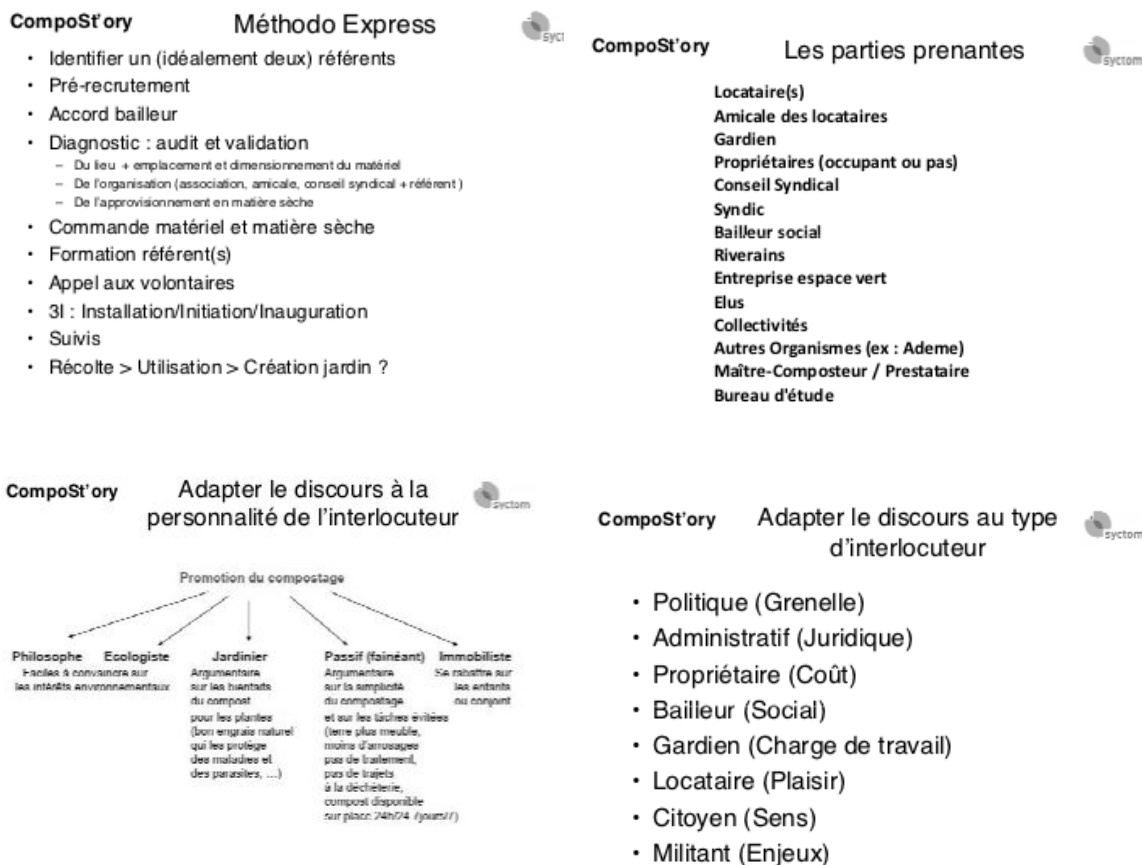 CompoSt'ory
Méthodo Express
syct
• Identifier un (idéalement deux) référents
• Pré-recrutement
• Accord bailleur
• Diagnostic : audit et validation
– Du lieu + emplacement et dimensionnement du matériel
– De l'organisation (association, amicale, conseil syndical + référent )
– De l'approvisionnement en matière sèche
• Commande matériel et matière sèche
• Formation référent(s)
• Appel aux volontaires
• 3I : Installation/Initiation/Inauguration
• Suivis
• Récolte > Utilisation > Création jardin ?
CompoSt'ory
Les parties prenantes
syctom
Locataire(s)
Amicale des locataires
Gardien
Propriétaires (occupant ou pas)
Conseil Syndical
Syndic
Bailleur social
Riverains
Entreprise espace vert
Elus
Collectivités
Autres Organismes (ex : Ademe)
Maître-Composteur / Prestataire
Bureau d'étude
CompoSt'ory
Adapter le discours à la
personnalité de l'interlocuteur
syctom
Promotion du compostage
Philosophe Ecologiste
Faciles à convaincre sur
les intérêts environnementaux
Jardinier
Argumentaire
sur les bienfaits
du compost
pour les plantes
(bon engrais naturel
qui les protège
des maladies et
des parasites, ...)
Passif (fainéant)
Argumentaire
sur la simplicité
du compostage
et sur les tâches évitées
(terre plus meuble,
moins d'arrosages
pas de traitement,
pas de trajets
à la déchèterie,
compost disponible
sur place 24h/24 7jours/7)
Immobiliste
Se rabattre sur
les enfants
ou conjoint
CompoSt'ory
Adapter le discours au type
d'interlocuteur
syctom
• Politique (Grenelle)
• Administratif (Juridique)
• Propriétaire (Coût)
• Bailleur (Social)
• Gardien (Charge de travail)
• Locataire (Plaisir)
• Citoyen (Sens)
• Militant (Enjeux)